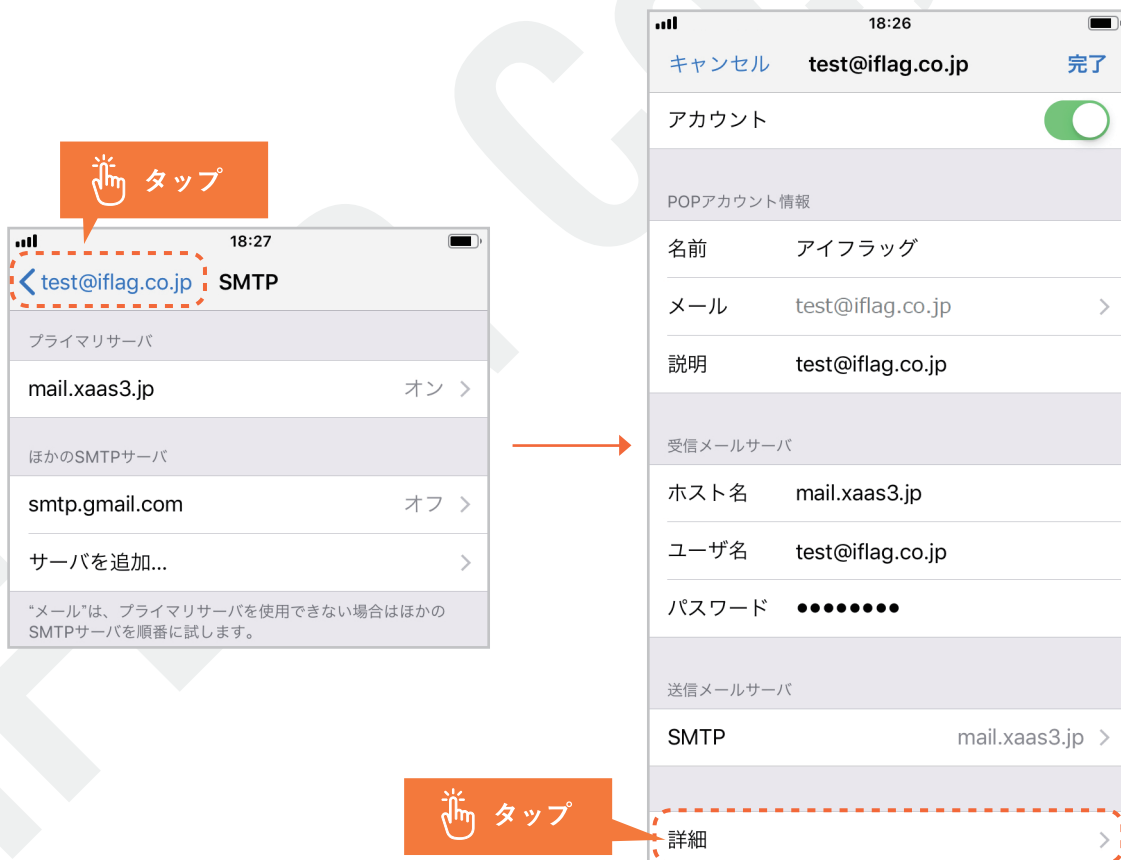 タップ
18:27
test@iflag.co.jp SMTP
プライマリサーバ
mail.xaas3.jp オン
ほかのSMTPサーバ
smtp.gmail.com オフ
サーバを追加...
“メール”は、プライマリサーバを使用できない場合はほかの
SMTPサーバを順番に試します。
18:26
キャンセル test@iflag.co.jp 完了
アカウント
POPアカウント情報
名前 アイフラッグ
メール test@iflag.co.jp
説明 test@iflag.co.jp
受信メールサーバ
ホスト名 mail.xaas3.jp
ユーザ名 test@iflag.co.jp
パスワード ●●●●●●●●
送信メールサーバ
SMTP mail.xaas3.jp
タップ
詳細